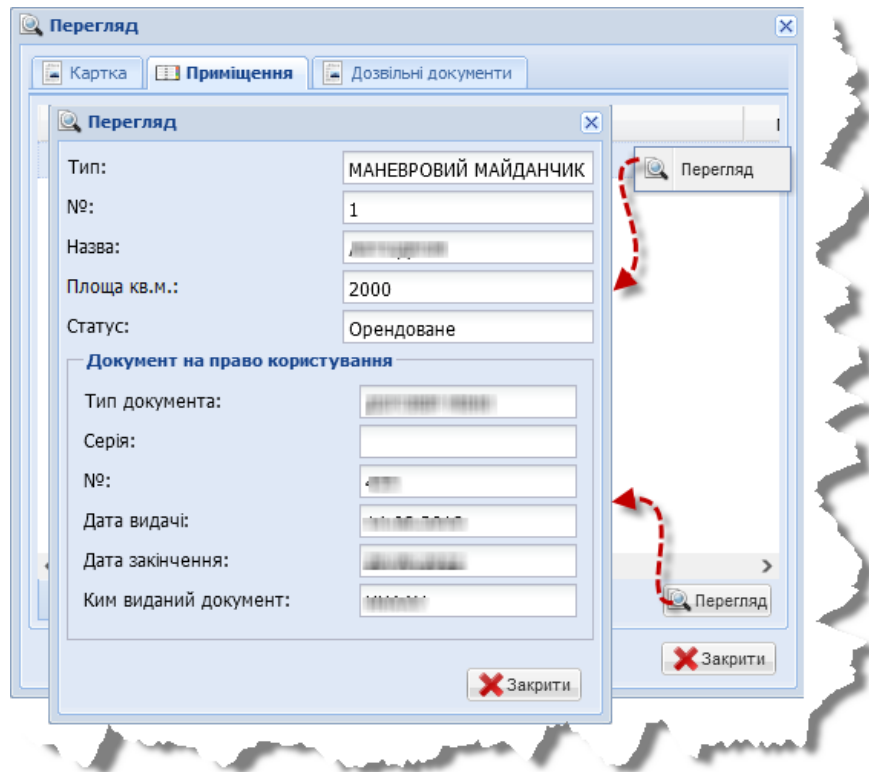 Перегляд
Картка Приміщення Дозвільні документи
Перегляд
Тип: МАНЕВРОВИЙ МАЙДАНЧИК
Перегляд
№: 1
Назва:
Площа кв.м.: 2000
Статус: Орендоване
Документ на право користування
Тип документа:
Серія:
№:
Дата видачі:
Дата закінчення:
Ким виданий документ:
Перегляд
Закрити
Закрити